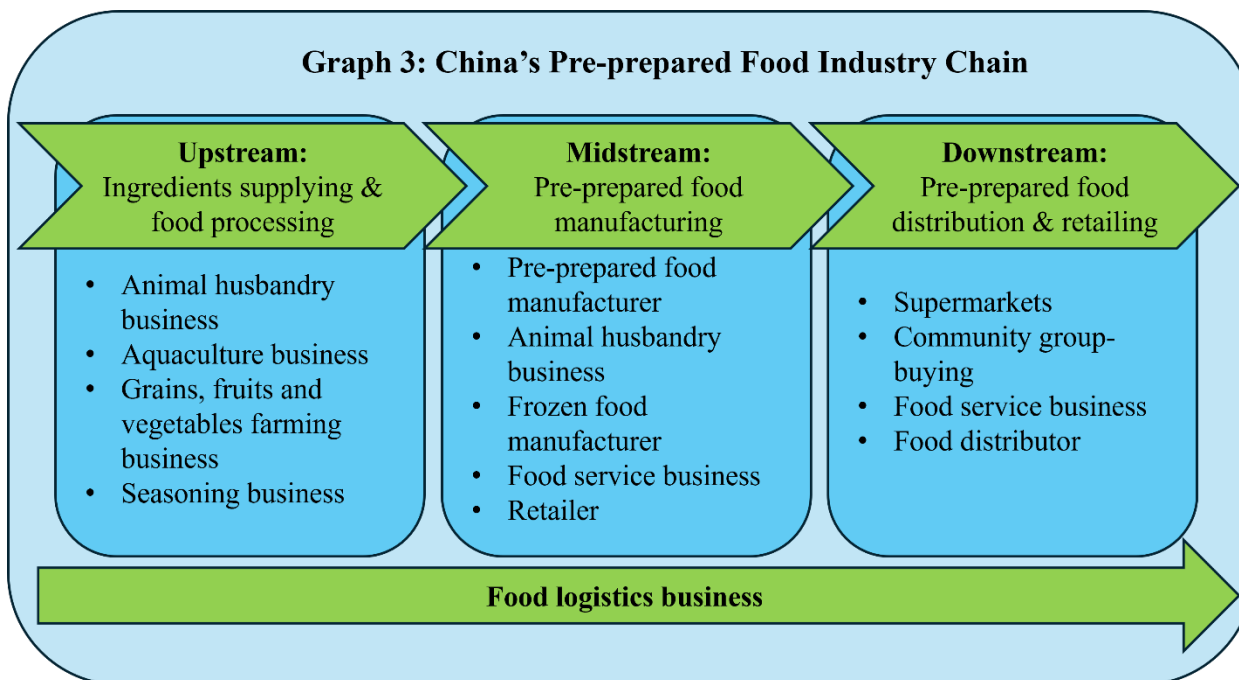 Graph 3: China’s Pre-prepared Food Industry Chain
Upstream:
Ingredients supplying &
food processing
• Animal husbandry
business
• Aquaculture business
• Grains, fruits and
vegetables farming
business
• Seasoning business
Midstream:
Pre-prepared food
manufacturing
• Pre-prepared food
manufacturer
• Animal husbandry
business
• Frozen food
manufacturer
• Food service business
• Retailer
Downstream:
Pre-prepared food
distribution & retailing
• Supermarkets
• Community group-
buying
• Food service business
• Food distributor
Food logistics business